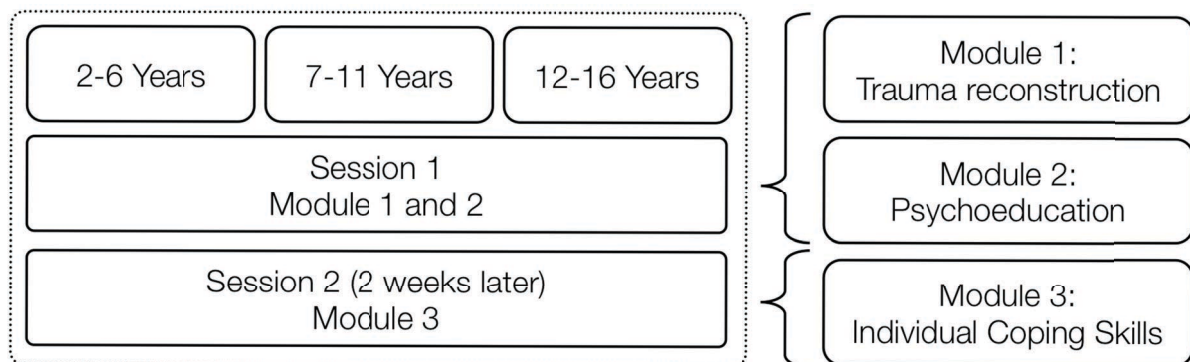 2-6 Years
7-11 Years
12-16 Years
Session 1
Module 1 and 2
Session 2 (2 weeks later)
Module 3
Module 1:
Trauma reconstruction
Module 2:
Psychoeducation
Module 3:
Individual Coping Skills